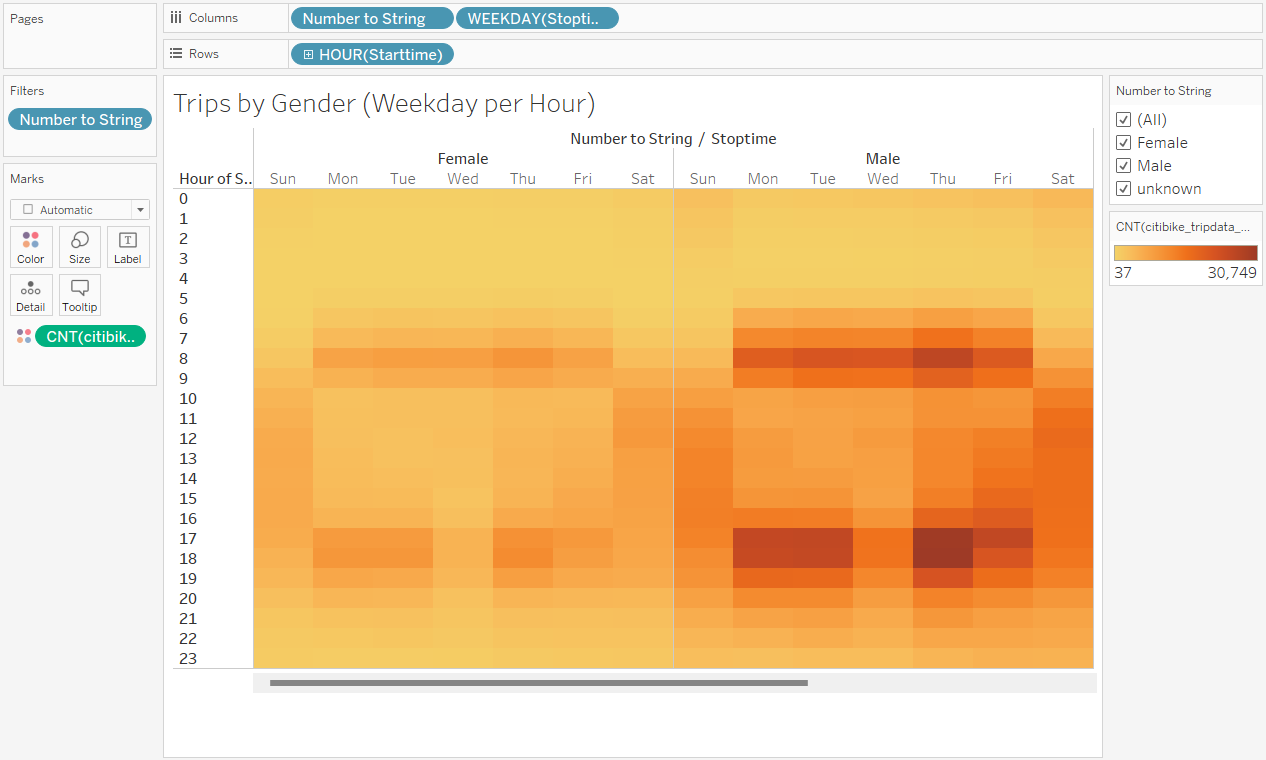 Pages
Columns
Number to String
WEEKDAY(Stopti..
Rows
HOUR(Starttime)
Filters
Number to String
Marks
Automatic
Color
Size
Label
Detail
Tooltip
CNT(citibik..
Trips by Gender (Weekday per Hour)
Number to String / Stoptime
Female Male
Hour of S.. Sun Mon Tue Wed Thu Fri Sat Sun Mon Tue Wed Thu Fri Sat
0
1
2
3
4
5
6
7
8
9
10
11
12
13
14
15
16
17
18
19
20
21
22
23
Number to String
(All)
Female
Male
unknown
CNT(citibike_tripdata_...
37 30,749